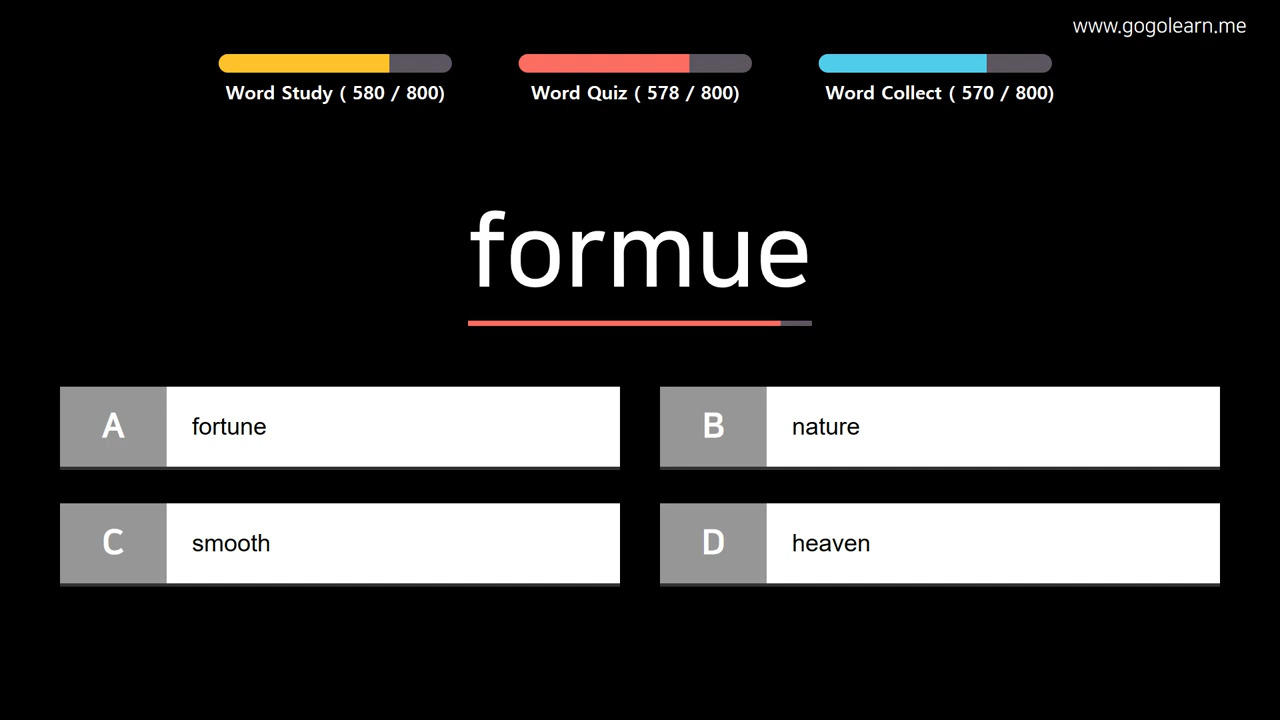 www.gogolearn.me
Word Study ( 580 / 800)
Word Quiz ( 578 / 800)
Word Collect ( 570 / 800)
formue
A fortune
B nature
C smooth
D heaven